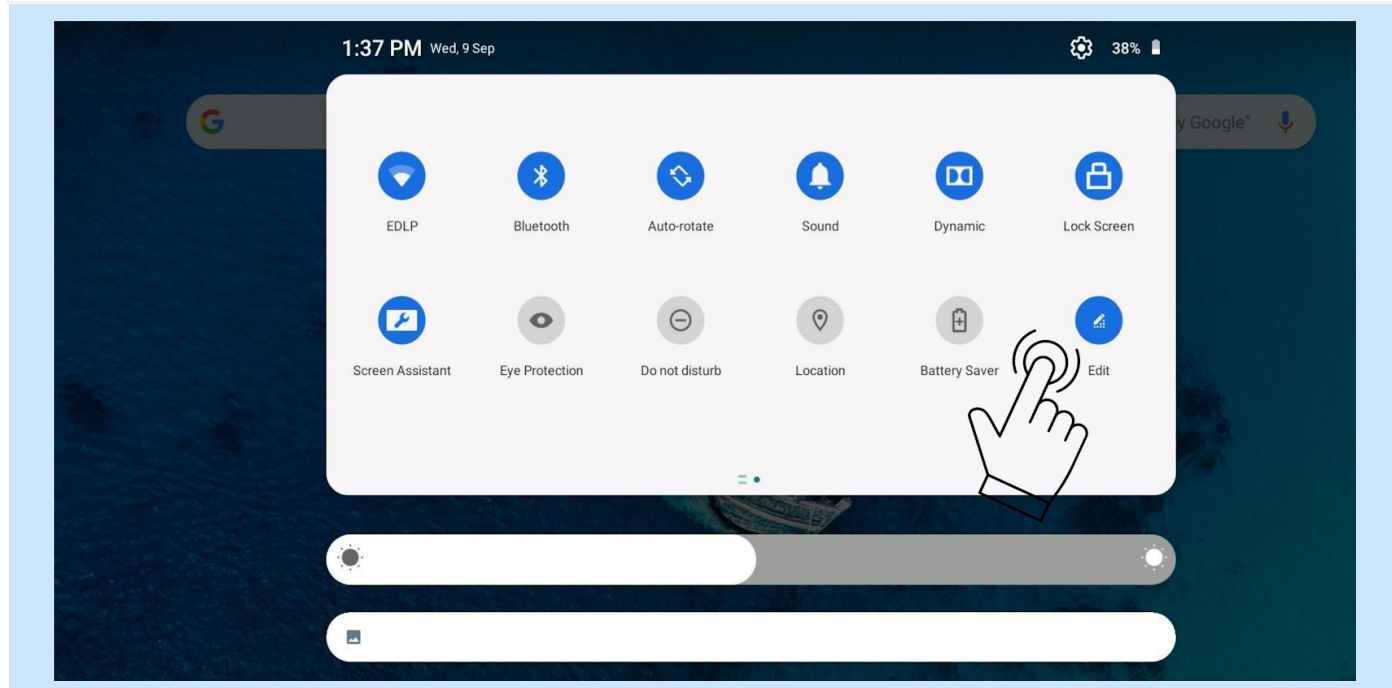 1:37 PM Wed, 9 Sep 38%
y Google"
EDLP Bluetooth Auto-rotate Sound Dynamic Lock Screen
Screen Assistant Eye Protection Do not disturb Location Battery Saver Edit